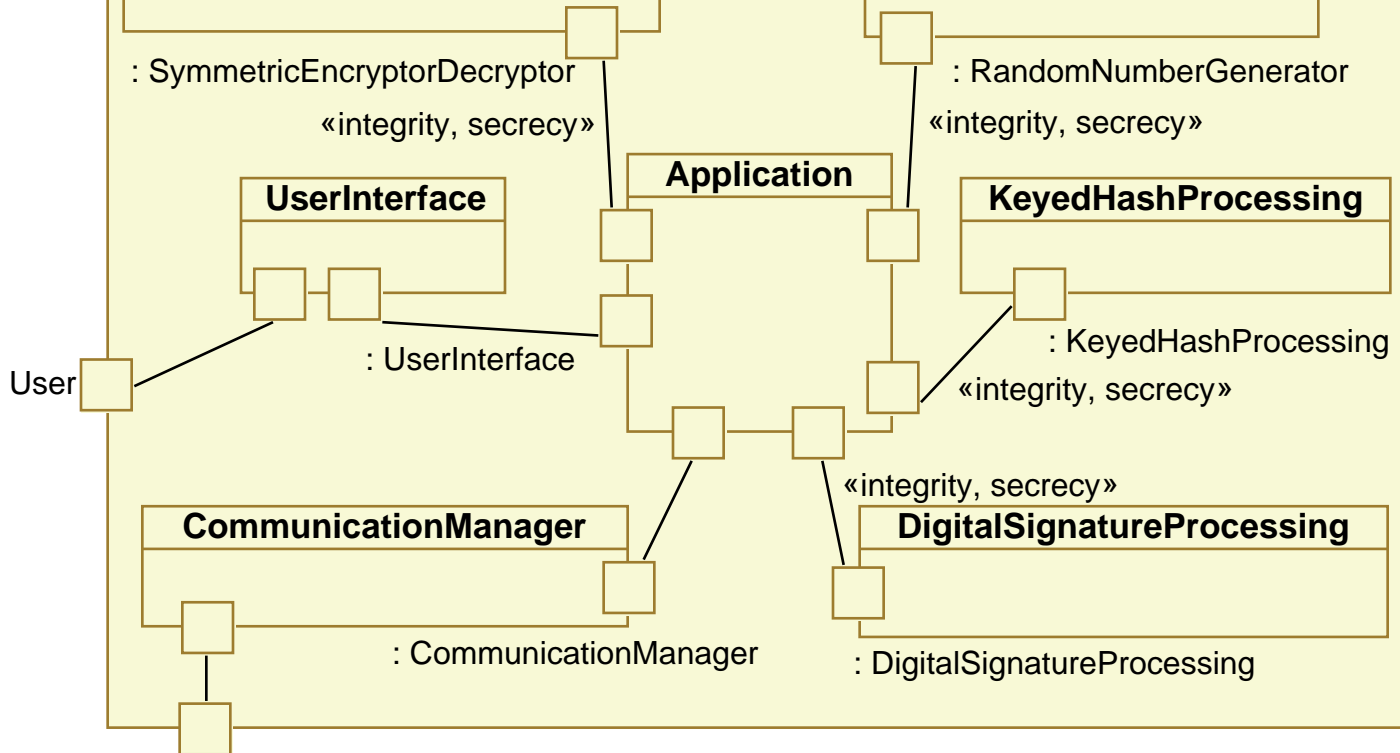 : SymmetricEncryptorDecryptor
: RandomNumberGenerator
«integrity, secrecy»
«integrity, secrecy»
Application
UserInterface
KeyedHashProcessing
: UserInterface
: KeyedHashProcessing
User
«integrity, secrecy»
«integrity, secrecy»
CommunicationManager
DigitalSignatureProcessing
: CommunicationManager
: DigitalSignatureProcessing